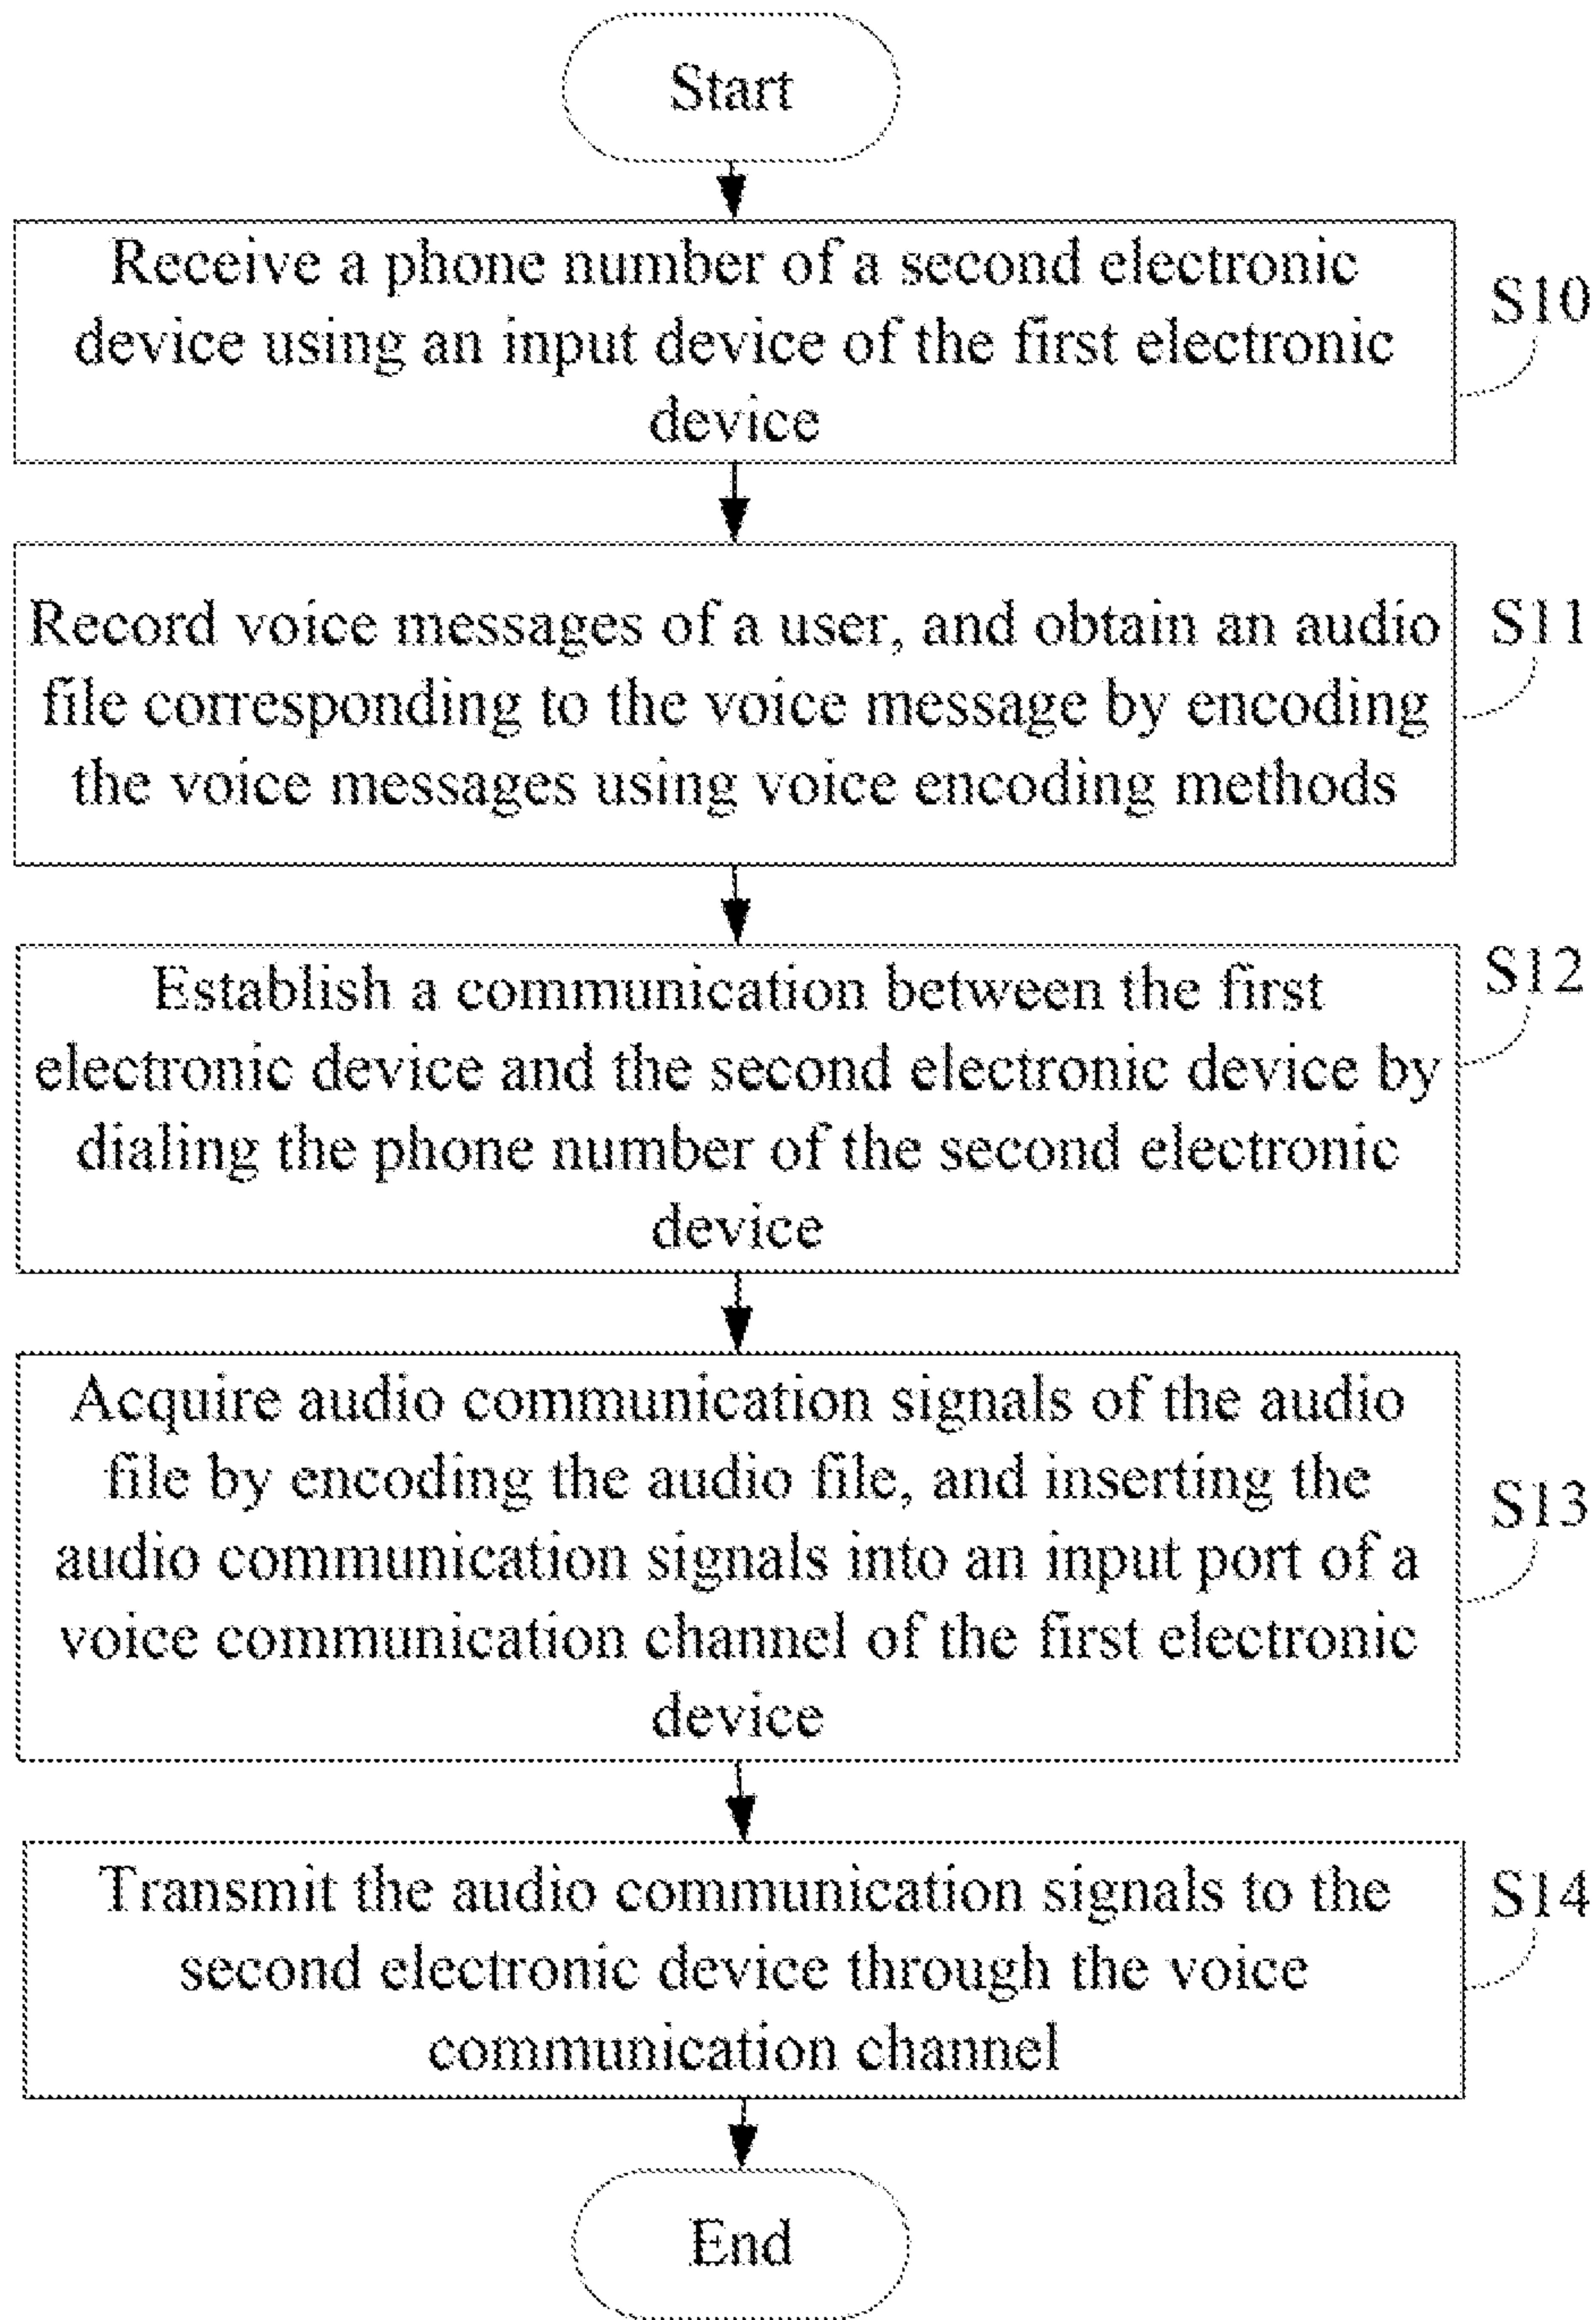 Start
Receive a phone number of a second electronic
device using an input device of the first electronic
device
S10
Record voice messages of a user, and obtain an audio
file corresponding to the voice message by encoding
the voice messages using voice encoding methods
S11
Establish a communication between the first
electronic device and the second electronic device by
dialing the phone number of the second electronic
device
S12
Acquire audio communication signals of the audio
file by encoding the audio file, and inserting the
audio communication signals into an input port of a
voice communication channel of the first electronic
device
S13
Transmit the audio communication signals to the
second electronic device through the voice
communication channel
S14
End